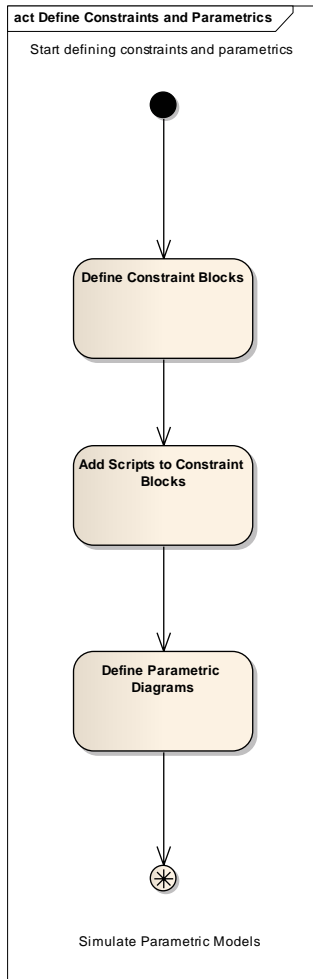 act Define Constraints and Parametrics
Start defining constraints and parametrics
Define Constraint Blocks
Add Scripts to Constraint
Blocks
Define Parametric
Diagrams
Simulate Parametric Models